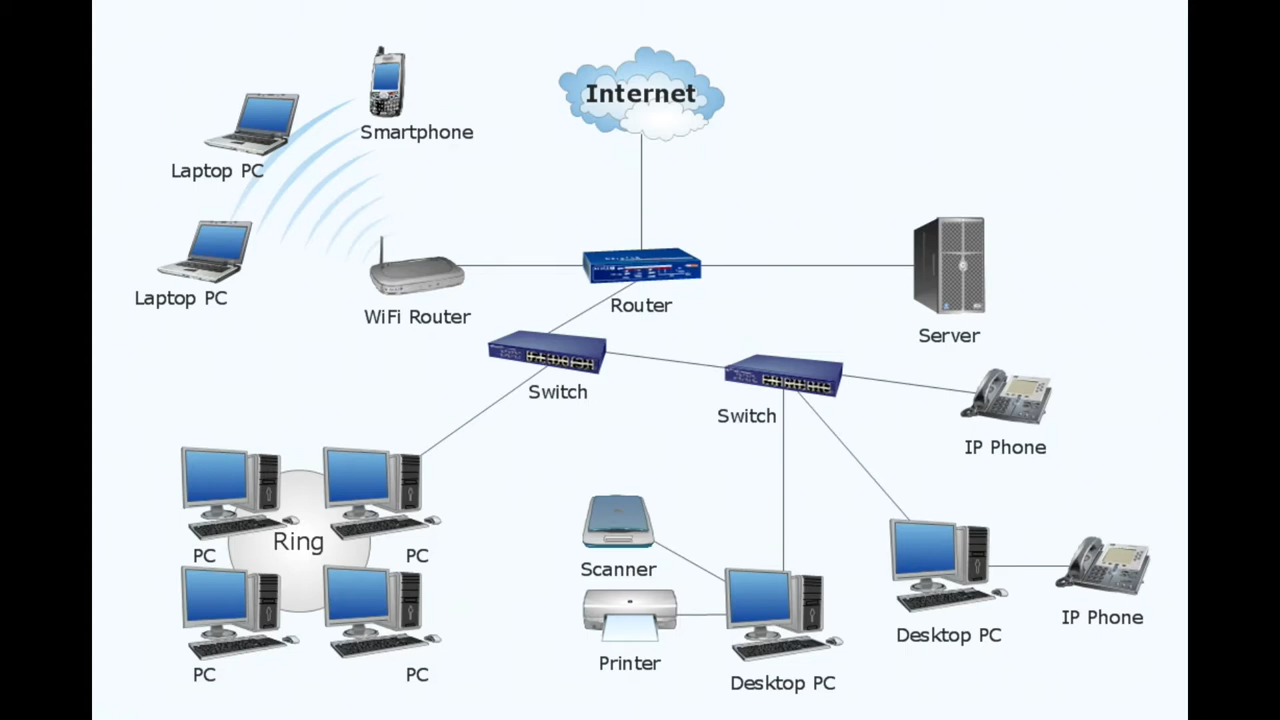 Internet
Smartphone
Laptop PC
Laptop PC
WiFi Router
Router
Server
Switch
Switch
IP Phone
Ring
PC
PC
PC
PC
Scanner
Printer
Desktop PC
Desktop PC
IP Phone